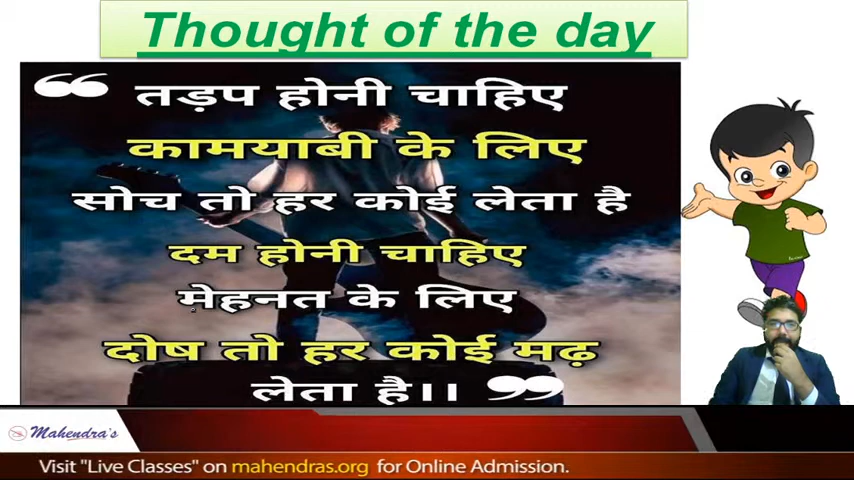 Thought of the day
❝ तड़प होनी चाहिए
कामयाबी के लिए
सोच तो हर कोई लेता है
दम होनी चाहिए
मेहनत के लिए
दोष तो हर कोई मढ़
लेता है।। ❞
Mahendra's
Visit "Live Classes" on mahendras.org for Online Admission.